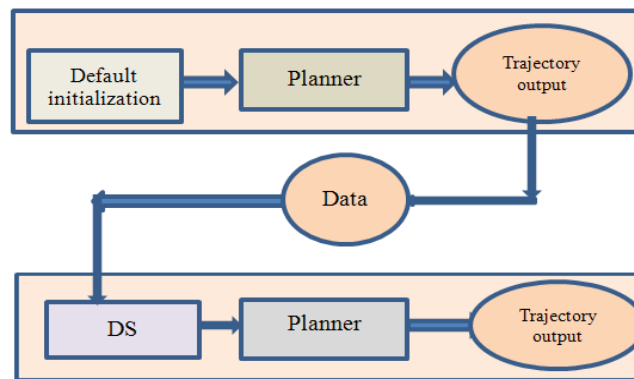 Default
initialization
Planner
Trajectory
output
Data
DS
Planner
Trajectory
output